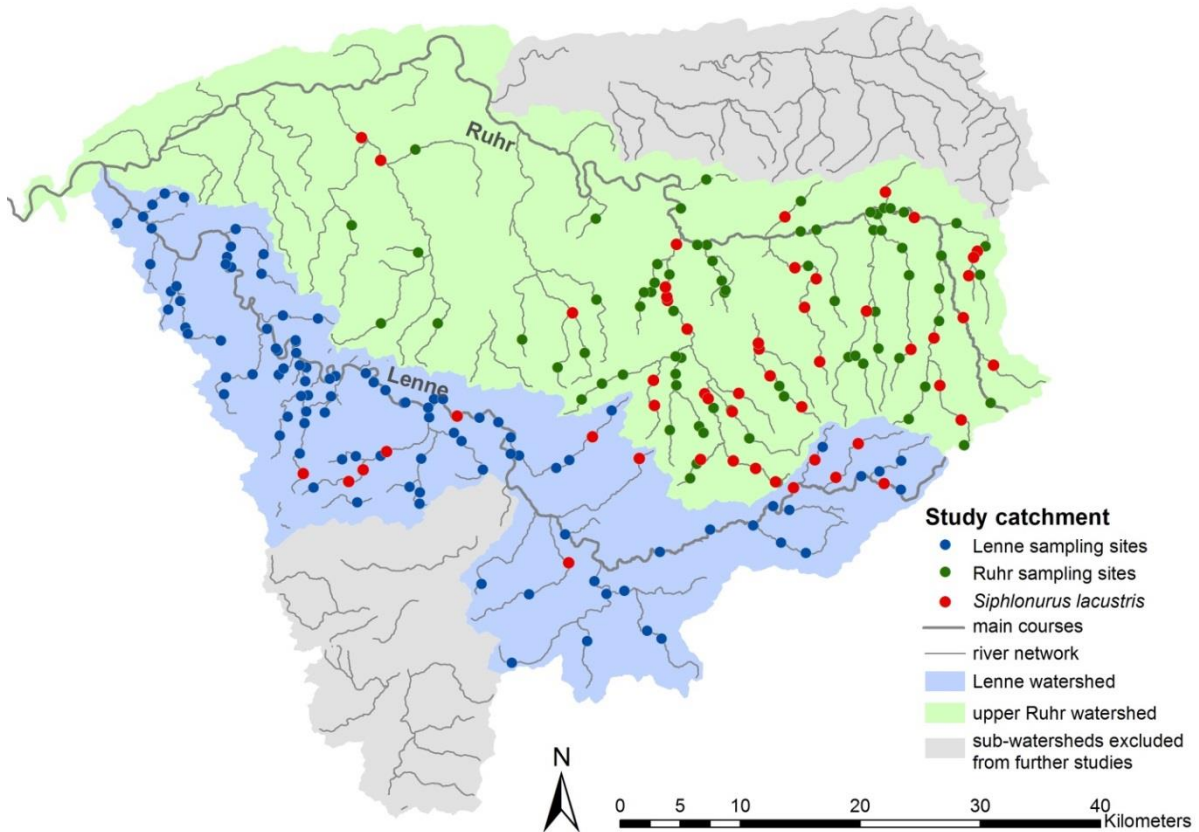 Ruhr
Lenne
Study catchment
Lenne sampling sites
Ruhr sampling sites
Siphlonurus lacustris
main courses
river network
Lenne watershed
upper Ruhr watershed
sub-watersheds excluded
from further studies
N
0 5 10 20 30 40
Kilometers